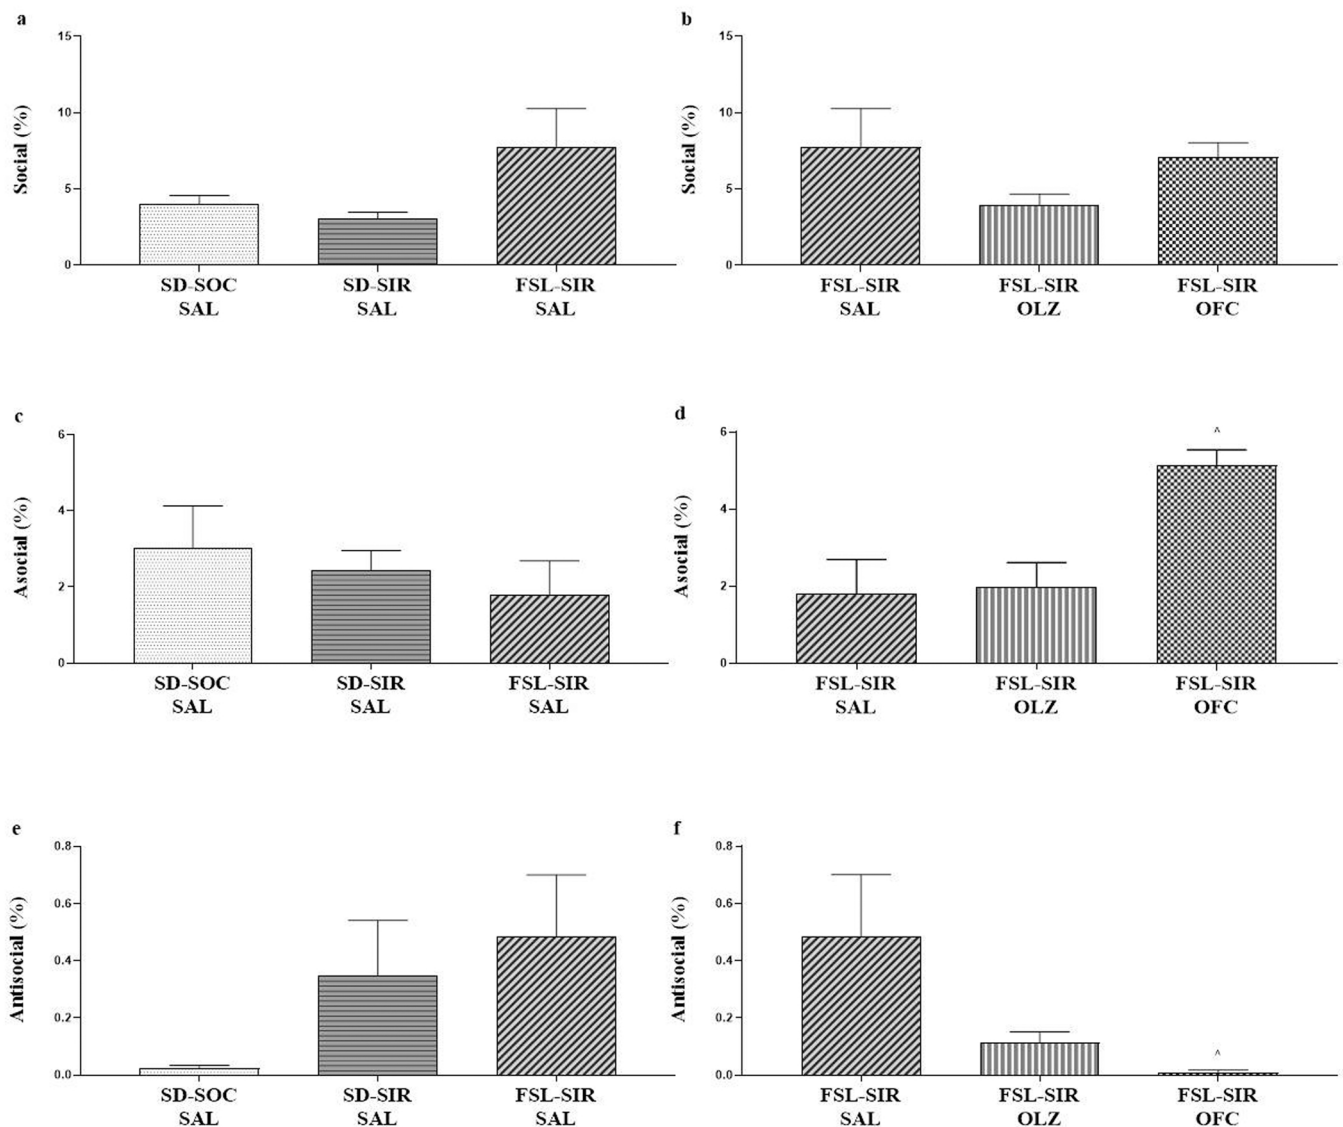 a
Social (%)
15
10
5
0
SD-SOC
SAL
SD-SIR
SAL
FSL-SIR
SAL
b
Social (%)
15
10
5
0
FSL-SIR
SAL
FSL-SIR
OLZ
FSL-SIR
OFC
c
Asocial (%)
6
4
2
0
SD-SOC
SAL
SD-SIR
SAL
FSL-SIR
SAL
d
Asocial (%)
6
4
2
0
^
FSL-SIR
SAL
FSL-SIR
OLZ
FSL-SIR
OFC
e
Antisocial (%)
0.8
0.6
0.4
0.2
0.0
SD-SOC
SAL
SD-SIR
SAL
FSL-SIR
SAL
f
Antisocial (%)
0.8
0.6
0.4
0.2
0.0
^
FSL-SIR
SAL
FSL-SIR
OLZ
FSL-SIR
OFC